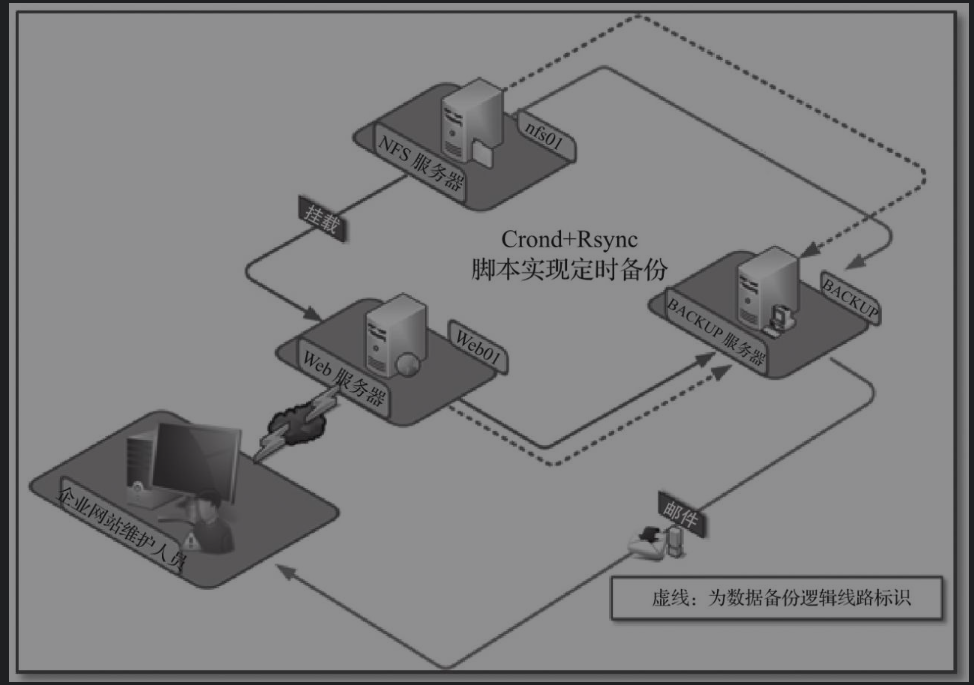 nfs01
NFS 服务器
挂载
Crond+Rsync
脚本实现定时备份
BACKUP
BACKUP 服务器
Web01
Web 服务器
企业网站维护人员
邮件
虚线：为数据备份逻辑线路标识